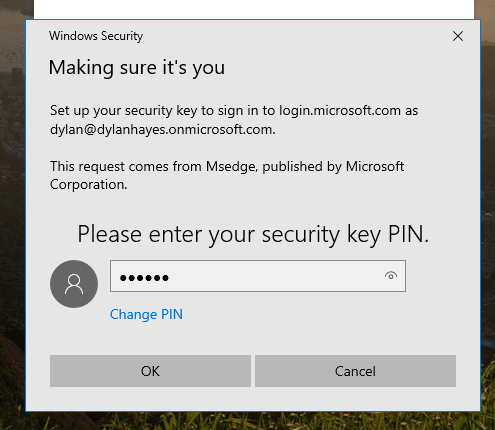 Windows Security
Making sure it's you
Set up your security key to sign in to login.microsoft.com as
dylan@dylanhayes.onmicrosoft.com.
This request comes from Msedge, published by Microsoft
Corporation.
Please enter your security key PIN.
●●●●●●
Change PIN
OK
Cancel